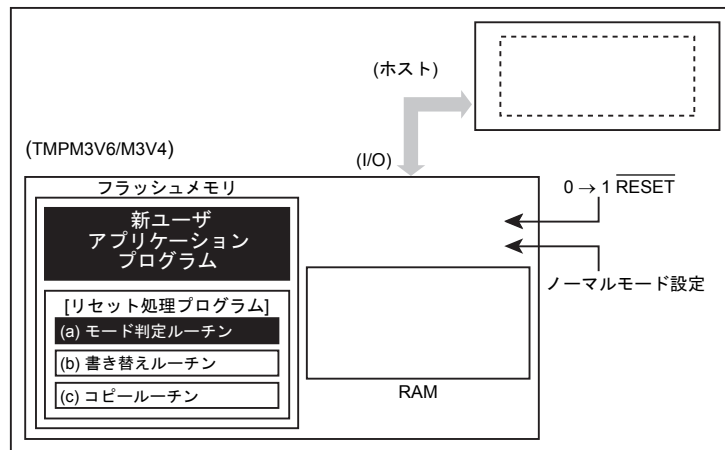 (ホスト)
(TMPM3V6/M3V4)
(I/O)
フラッシュメモリ
0 → 1 RESET
新ユーザ
アプリケーション
プログラム
ノーマルモード設定
[リセット処理プログラム]
(a) モード判定ルーチン
(b) 書き替えルーチン
(c) コピールーチン
RAM